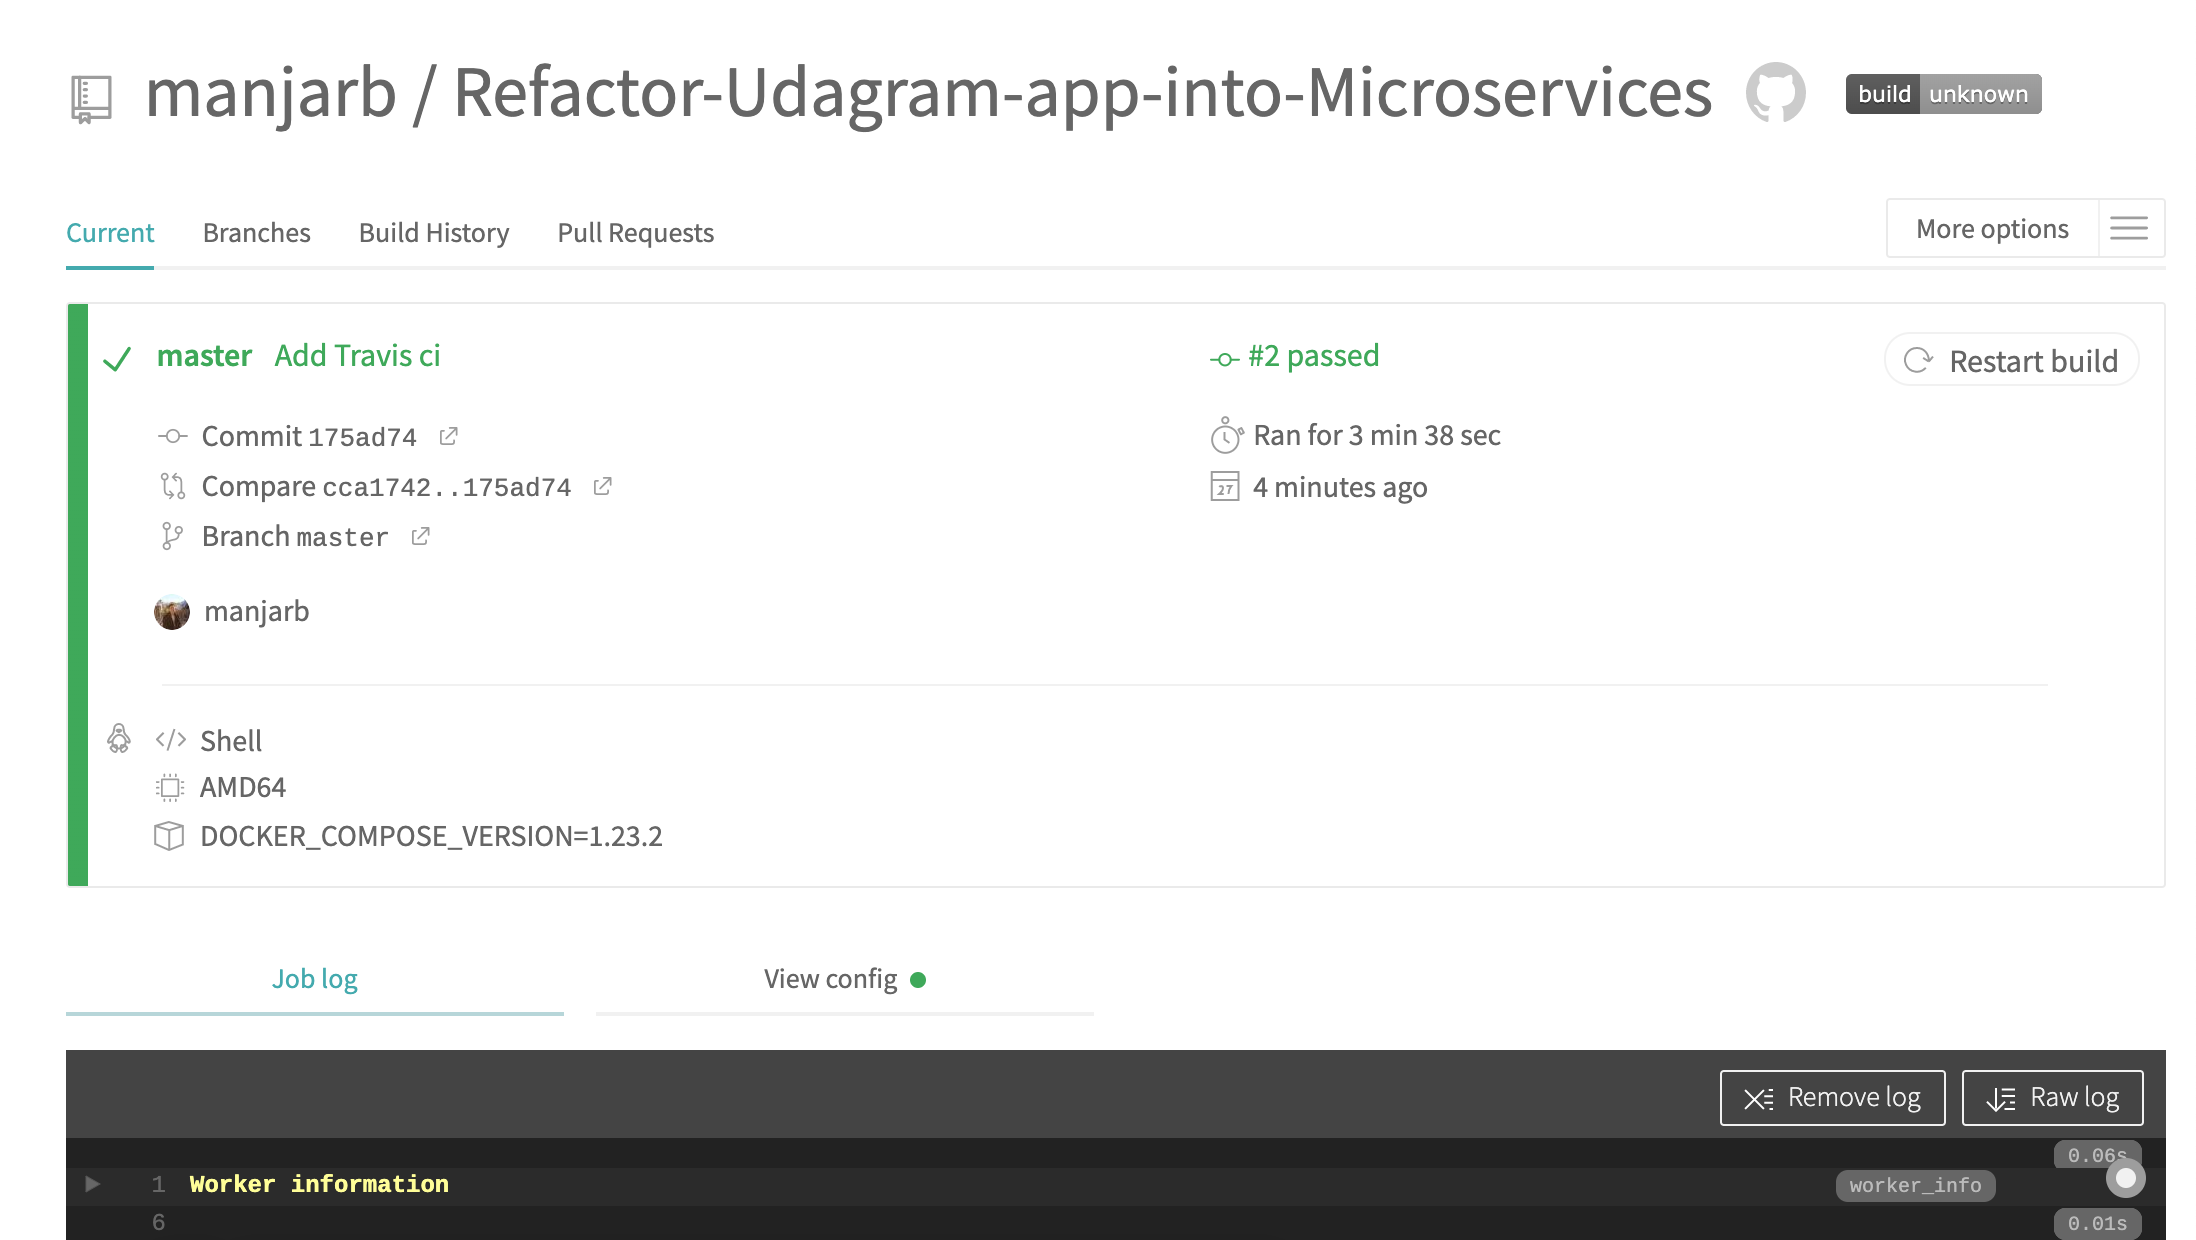 manjarb / Refactor-Udagram-app-into-Microservices build unknown
Current Branches Build History Pull Requests More options
master Add Travis ci
#2 passed
Restart build
Commit 175ad74
Compare cca1742..175ad74
Branch master
Ran for 3 min 38 sec
27 4 minutes ago
manjarb
</> Shell
AMD64
DOCKER_COMPOSE_VERSION=1.23.2
Job log View config
Remove log Raw log
0.06s
1 Worker information worker_info
6 0.01s